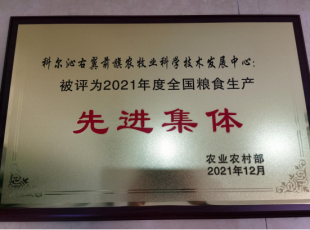 科尔沁右翼前旗农牧业科学技术发展中心：
被评为2021年度全国粮食生产
先进集体
农业农村部
2021年12月